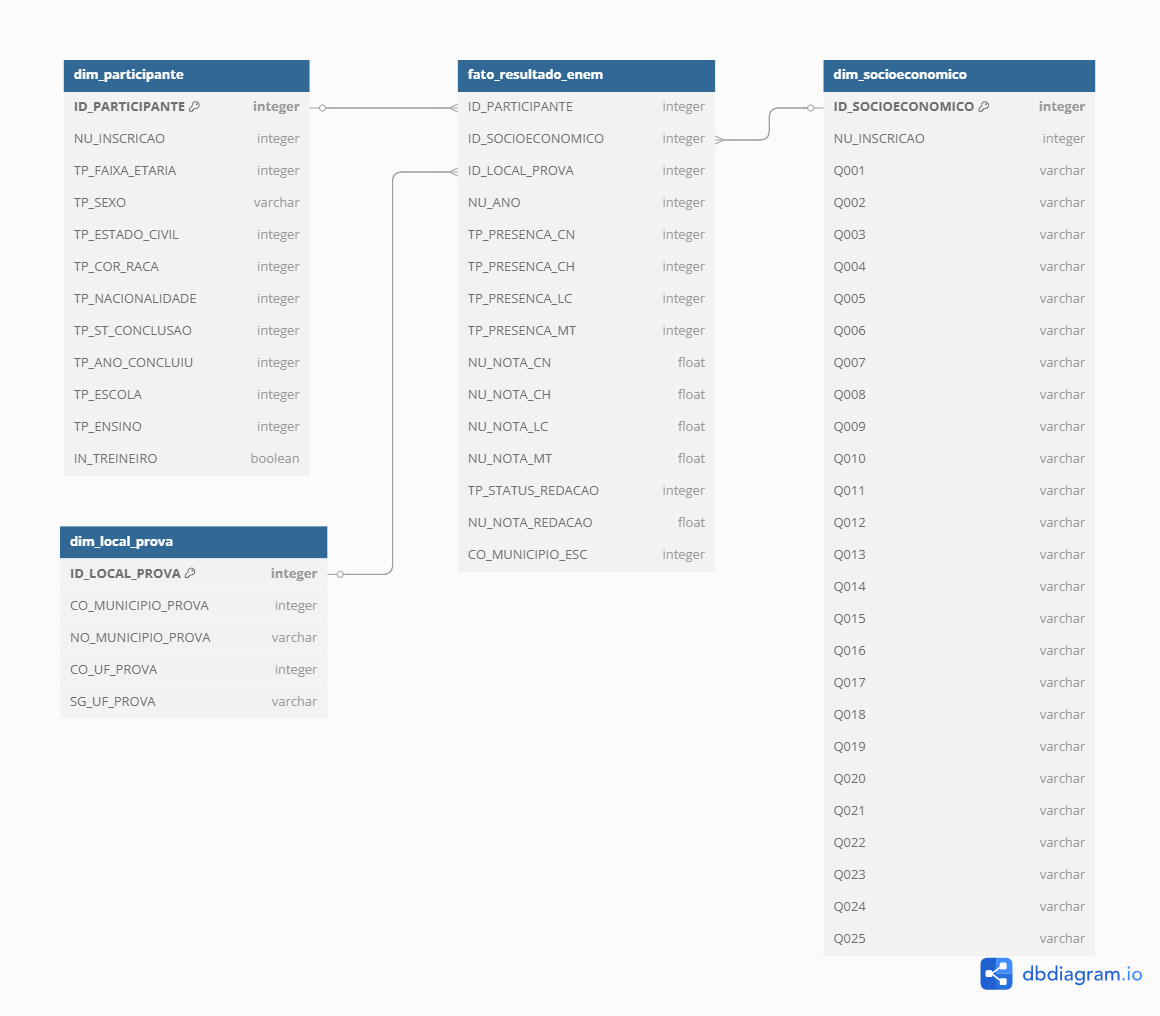 dim_participante
ID_PARTICIPANTE integer
NU_INSCRICAO integer
TP_FAIXA_ETARIA integer
TP_SEXO varchar
TP_ESTADO_CIVIL integer
TP_COR_RACA integer
TP_NACIONALIDADE integer
TP_ST_CONCLUSAO integer
TP_ANO_CONCLUIU integer
TP_ESCOLA integer
TP_ENSINO integer
IN_TREINEIRO boolean
dim_local_prova
ID_LOCAL_PROVA integer
CO_MUNICIPIO_PROVA integer
NO_MUNICIPIO_PROVA varchar
CO_UF_PROVA integer
SG_UF_PROVA varchar
fato_resultado_enem
ID_PARTICIPANTE integer
ID_SOCIOECONOMICO integer
ID_LOCAL_PROVA integer
NU_ANO integer
TP_PRESENCA_CN integer
TP_PRESENCA_CH integer
TP_PRESENCA_LC integer
TP_PRESENCA_MT integer
NU_NOTA_CN float
NU_NOTA_CH float
NU_NOTA_LC float
NU_NOTA_MT float
TP_STATUS_REDACAO integer
NU_NOTA_REDACAO float
CO_MUNICIPIO_ESC integer
dim_socioeconomico
ID_SOCIOECONOMICO integer
NU_INSCRICAO integer
Q001 varchar
Q002 varchar
Q003 varchar
Q004 varchar
Q005 varchar
Q006 varchar
Q007 varchar
Q008 varchar
Q009 varchar
Q010 varchar
Q011 varchar
Q012 varchar
Q013 varchar
Q014 varchar
Q015 varchar
Q016 varchar
Q017 varchar
Q018 varchar
Q019 varchar
Q020 varchar
Q021 varchar
Q022 varchar
Q023 varchar
Q024 varchar
Q025 varchar
dbdiagram.io